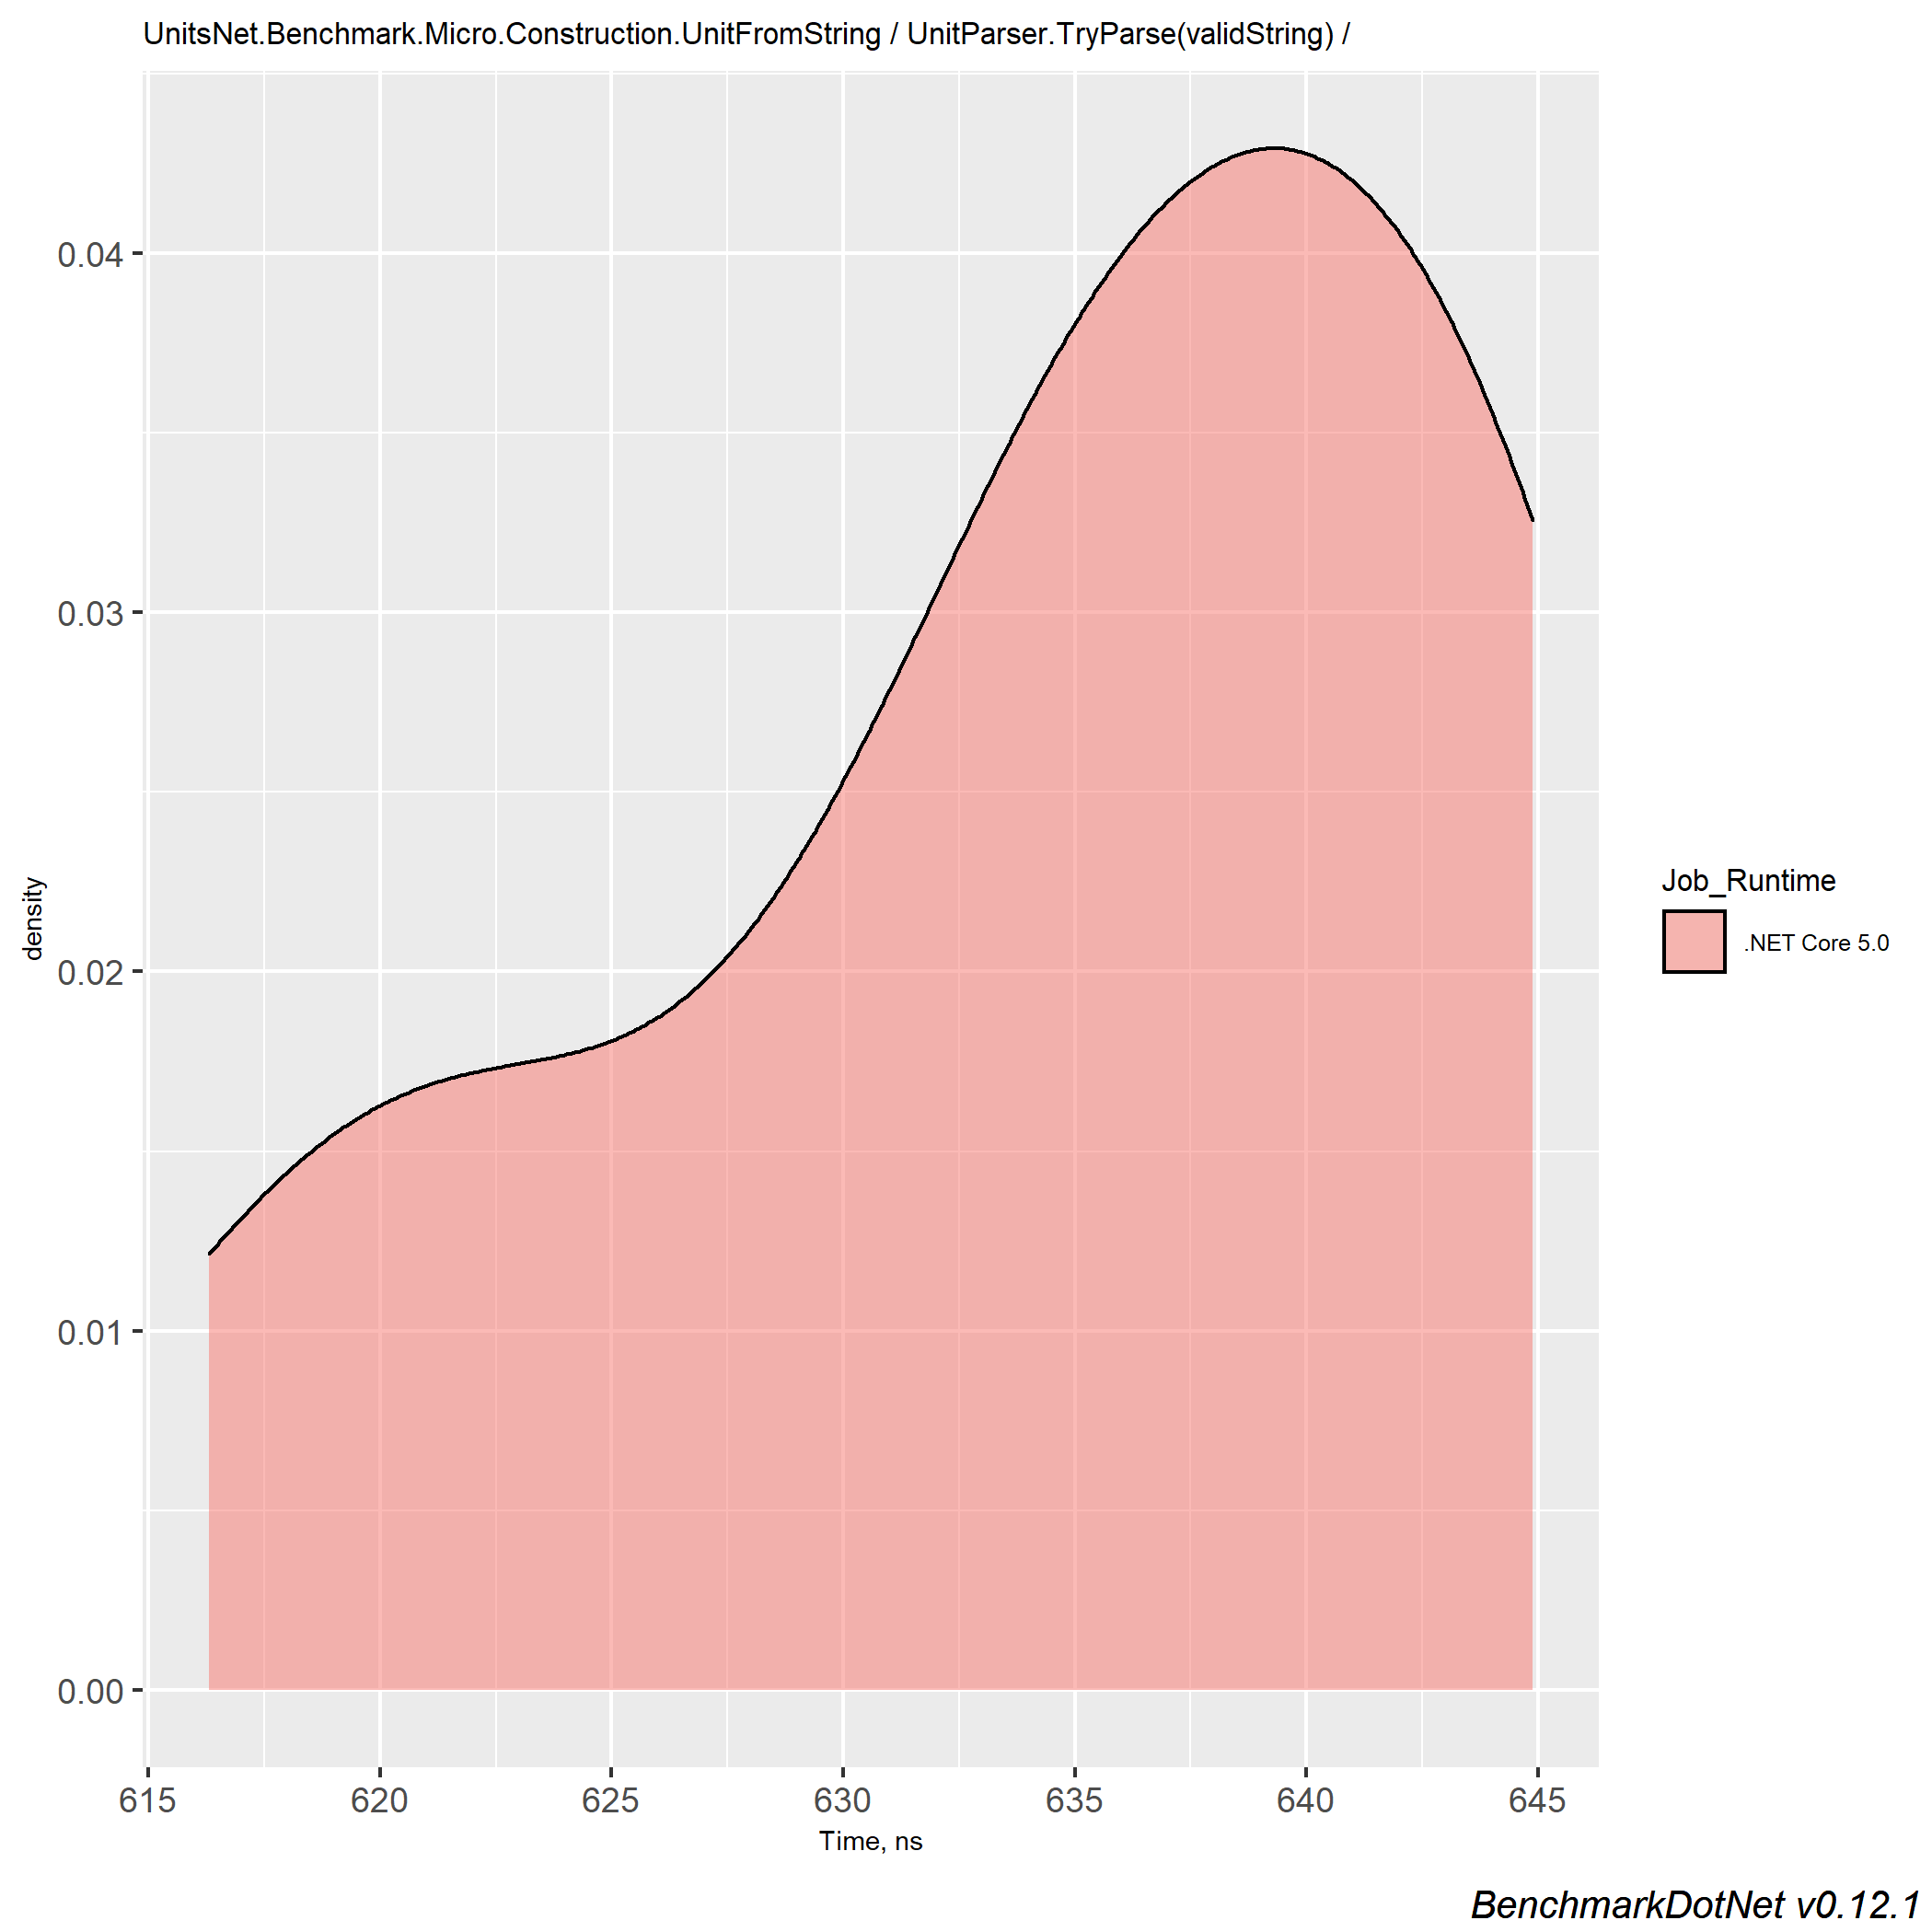 UnitsNet.Benchmark.Micro.Construction.UnitFromString / UnitParser.TryParse(validString) /
0.04
0.03
0.02
0.01
0.00
density
615 620 625 630 635 640 645
Time, ns
Job_Runtime
.NET Core 5.0
BenchmarkDotNet v0.12.1